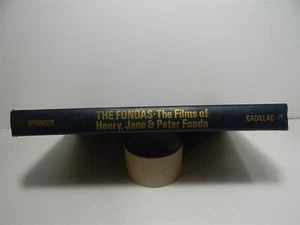 SPRINGER
THE FONDAS • The Films of
Henry, Jane & Peter Fonda
CADILLAC